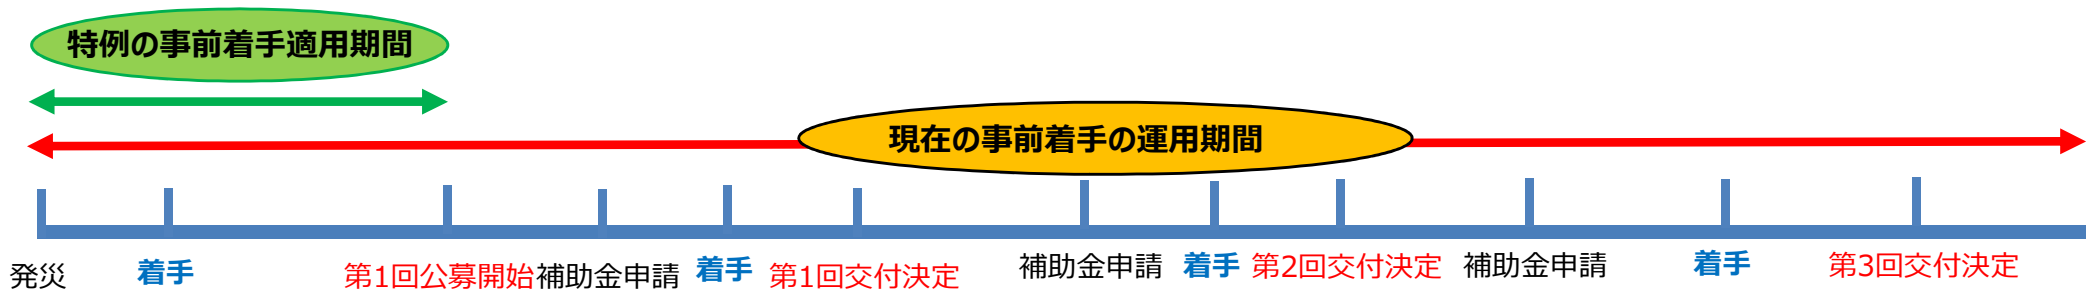 特例の事前着手適用期間
現在の事前着手の運用期間
発災
着手
第1回公募開始
補助金申請
着手
第1回交付決定
補助金申請
着手
第2回交付決定
補助金申請
着手
第3回交付決定